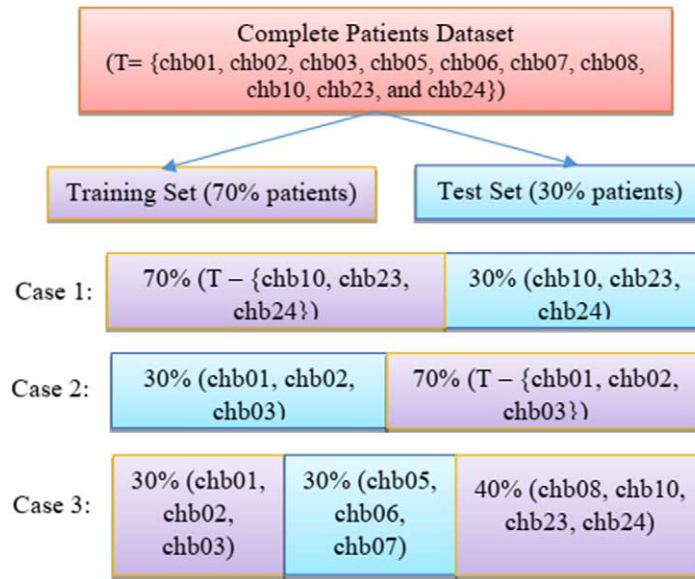 Complete Patients Dataset
(T= {chb01, chb02, chb03, chb05, chb06, chb07, chb08,
chb10, chb23, and chb24})
Training Set (70% patients)
Test Set (30% patients)
Case 1:
70% (T – {chb10, chb23,
chb24})
30% (chb10, chb23,
chb24)
Case 2:
30% (chb01, chb02,
chb03)
70% (T – {chb01, chb02,
chb03})
Case 3:
30% (chb01,
chb02,
chb03)
30% (chb05,
chb06,
chb07)
40% (chb08, chb10,
chb23, chb24)